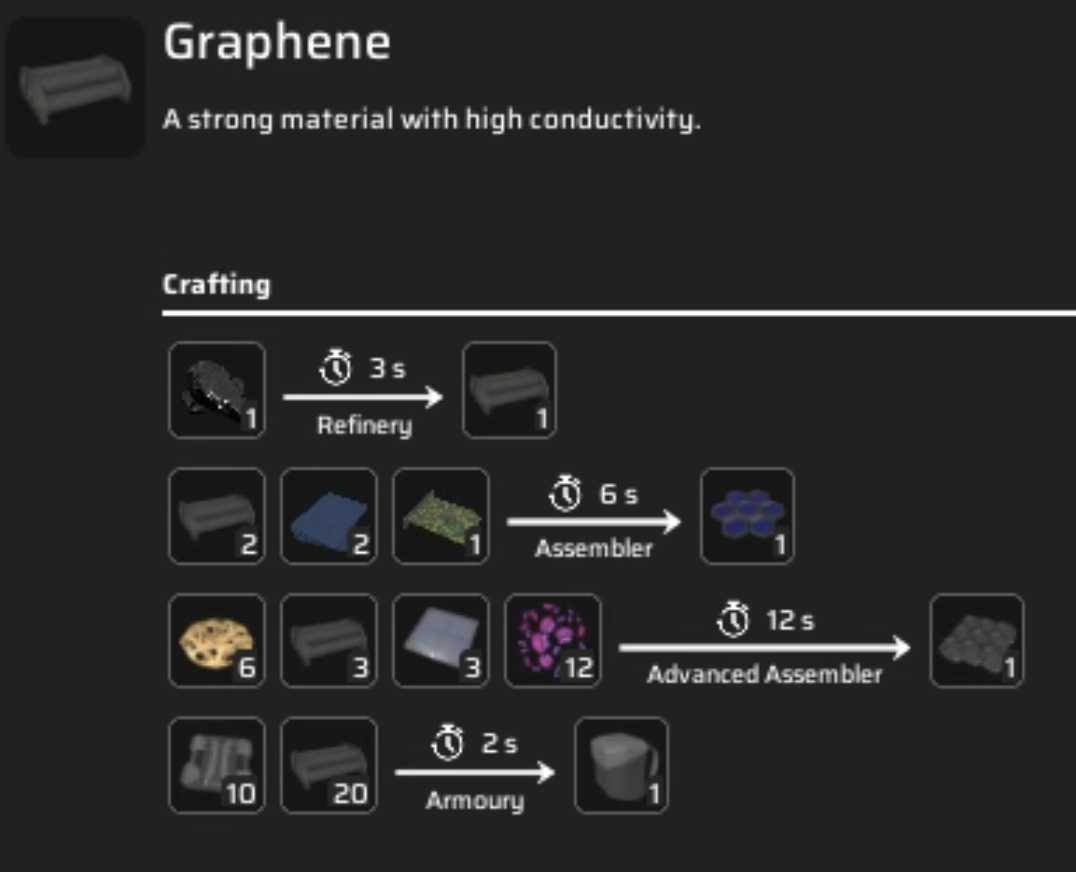 Graphene
A strong material with high conductivity.
Crafting
3 s
1 Refinery 1
6 s
2 2 1 Assembler 1
12 s
6 3 3 12 Advanced Assembler 1
2 s
10 20 Armoury 1